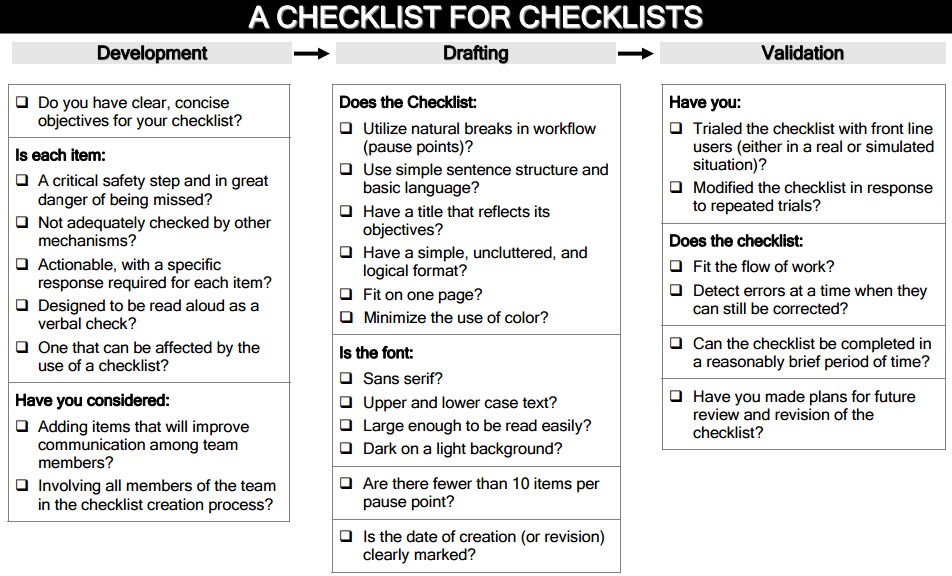 A CHECKLIST FOR CHECKLISTS
Development
Do you have clear, concise
objectives for your checklist?
Is each item:
A critical safety step and in great
danger of being missed?
Not adequately checked by other
mechanisms?
Actionable, with a specific
response required for each item?
Designed to be read aloud as a
verbal check?
One that can be affected by the
use of a checklist?
Have you considered:
Adding items that will improve
communication among team
members?
Involving all members of the team
in the checklist creation process?
Drafting
Does the Checklist:
Utilize natural breaks in workflow
(pause points)?
Use simple sentence structure and
basic language?
Have a title that reflects its
objectives?
Have a simple, uncluttered, and
logical format?
Fit on one page?
Minimize the use of color?
Is the font:
Sans serif?
Upper and lower case text?
Large enough to be read easily?
Dark on a light background?
Are there fewer than 10 items per
pause point?
Is the date of creation (or revision)
clearly marked?
Validation
Have you:
Trialed the checklist with front line
users (either in a real or simulated
situation)?
Modified the checklist in response
to repeated trials?
Does the checklist:
Fit the flow of work?
Detect errors at a time when they
can still be corrected?
Can the checklist be completed in
a reasonably brief period of time?
Have you made plans for future
review and revision of the
checklist?